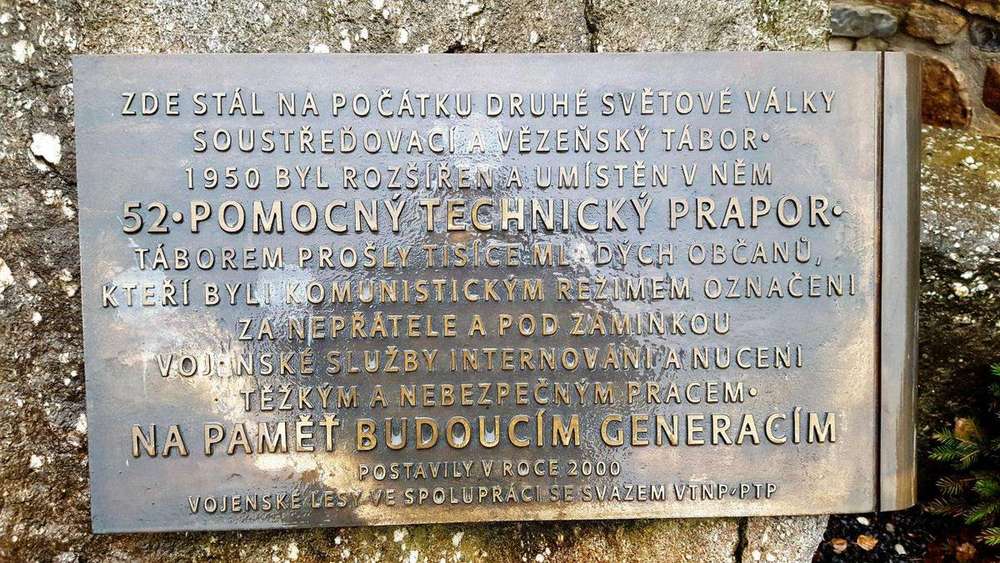 ZDE STÁL NA POČÁTKU DRUHÉ SVĚTOVÉ VÁLKY
SOUSTŘEĎOVACÍ A VĚZEŇSKÝ TÁBOR•
1950 BYL ROZŠÍŘEN A UMÍSTĚN V NĚM
52•POMOCNÝ TECHNICKÝ PRAPOR•
TÁBOREM PROŠLY TISÍCE MLADÝCH OBČANŮ,
KTEŘÍ BYLI KOMUNISTICKÝM REŽIMEM OZNAČENI
ZA NEPŘÁTELE A POD ZÁMINKOU
VOJENSKÉ SLUŽBY INTERNOVÁNI A NUCENI
TĚŽKÝM A NEBEZPEČNÝM PRACEM•
NA PAMĚŤ BUDOUCÍM GENERACÍM
POSTAVILY V ROCE 2000
VOJENSKÉ LESY VE SPOLUPRÁCI SE SVAZEM VTNP-PTP